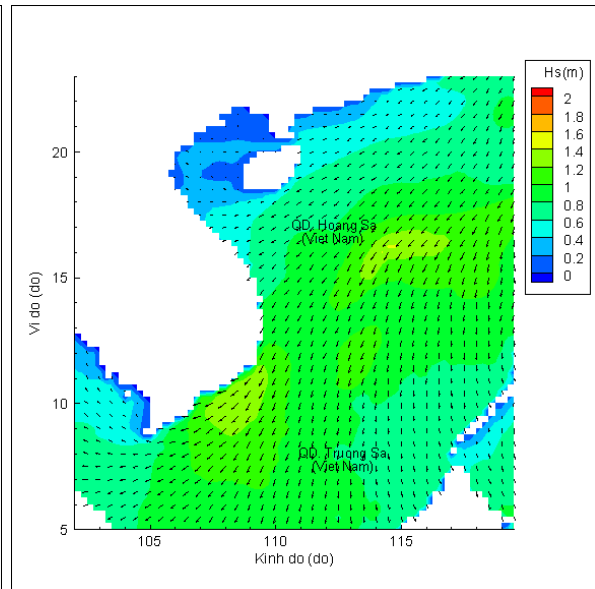 Hs(m)
2
1.8
1.6
1.4
1.2
1
0.8
0.6
0.4
0.2
0
20
15
10
5
Vi do (do)
QD. Hoang Sa
(Viet Nam)
QD. Truong Sa
(Viet Nam)
105
110
115
Kinh do (do)